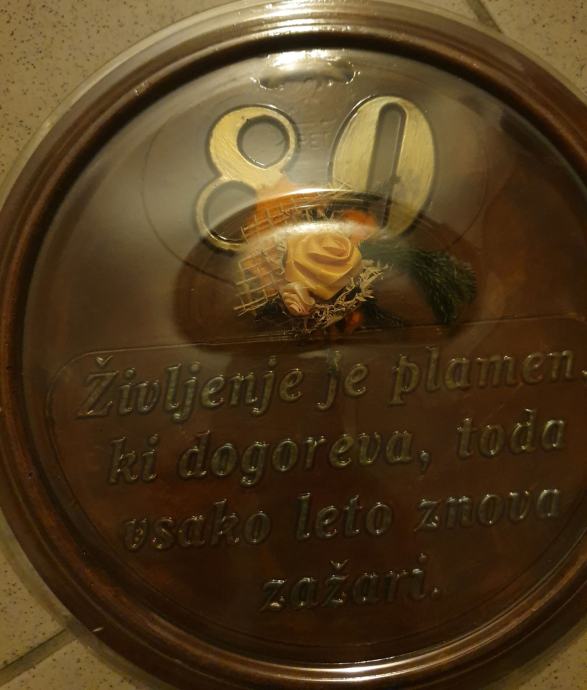 80
Življenje je plamen,
ki dogoreva, toda
vsako leto znova
zažari.